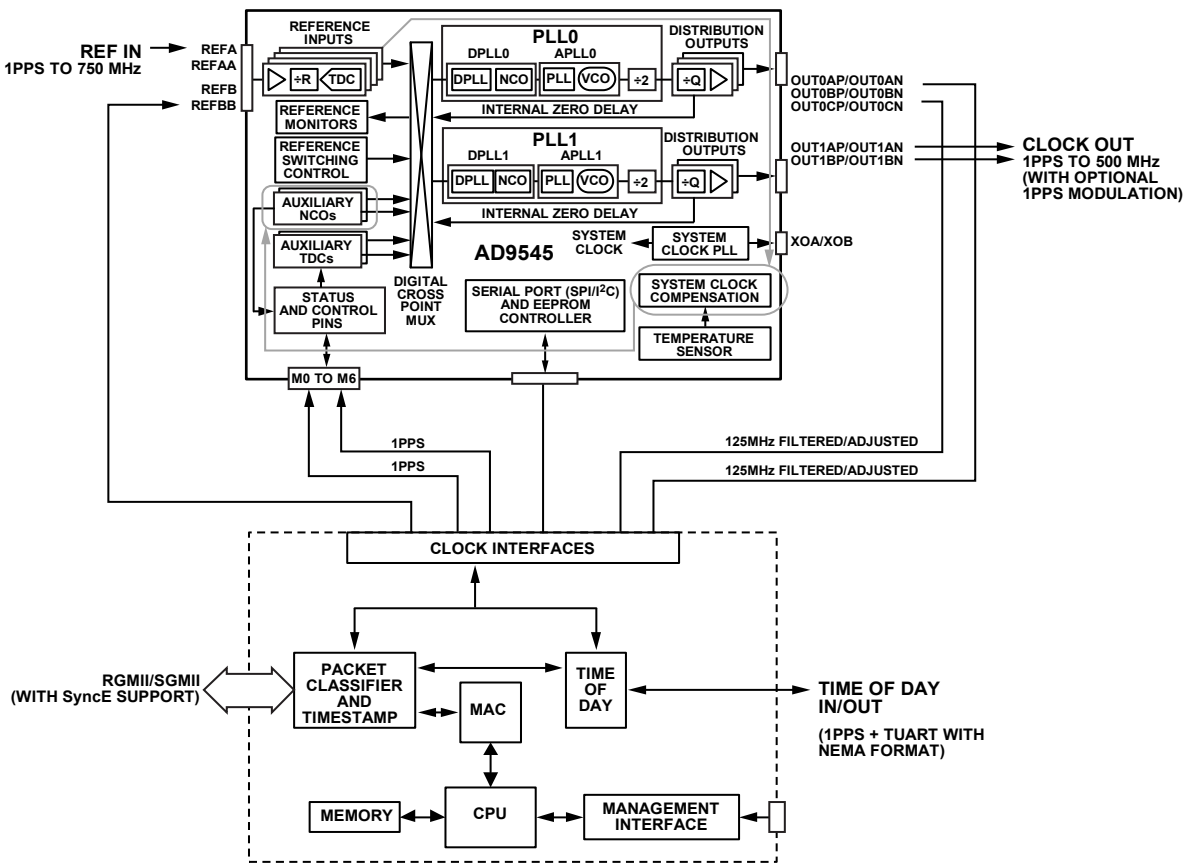 REF IN
1PPS TO 750 MHz
REFA
REFAA
REFB
REFBB
REFERENCE
INPUTS
÷R
TDC
REFERENCE
MONITORS
REFERENCE
SWITCHING
CONTROL
AUXILIARY
NCOs
AUXILIARY
TDCs
STATUS
AND CONTROL
PINS
M0 TO M6
DIGITAL
CROSS
POINT
MUX
PLL0
DPLL0
APLL0
DPLL
NCO
PLL
VCO
÷2
INTERNAL ZERO DELAY
DISTRIBUTION
OUTPUTS
÷Q
PLL1
DPLL1
APLL1
DPLL
NCO
PLL
VCO
÷2
INTERNAL ZERO DELAY
DISTRIBUTION
OUTPUTS
÷Q
AD9545
SYSTEM
CLOCK
SYSTEM
CLOCK PLL
XOA/XOB
SERIAL PORT (SPI/I²C)
AND EEPROM
CONTROLLER
SYSTEM CLOCK
COMPENSATION
TEMPERATURE
SENSOR
OUT0AP/OUT0AN
OUT0BP/OUT0BN
OUT0CP/OUT0CN
OUT1AP/OUT1AN
OUT1BP/OUT1BN
CLOCK OUT
1PPS TO 500 MHz
(WITH OPTIONAL
1PPS MODULATION)
1PPS
1PPS
125MHz FILTERED/ADJUSTED
125MHz FILTERED/ADJUSTED
CLOCK INTERFACES
RGMII/SGMII
(WITH SyncE SUPPORT)
PACKET
CLASSIFIER
AND
TIMESTAMP
MAC
TIME
OF
DAY
TIME OF DAY
IN/OUT
(1PPS + TUART WITH
NEMA FORMAT)
MEMORY
CPU
MANAGEMENT
INTERFACE